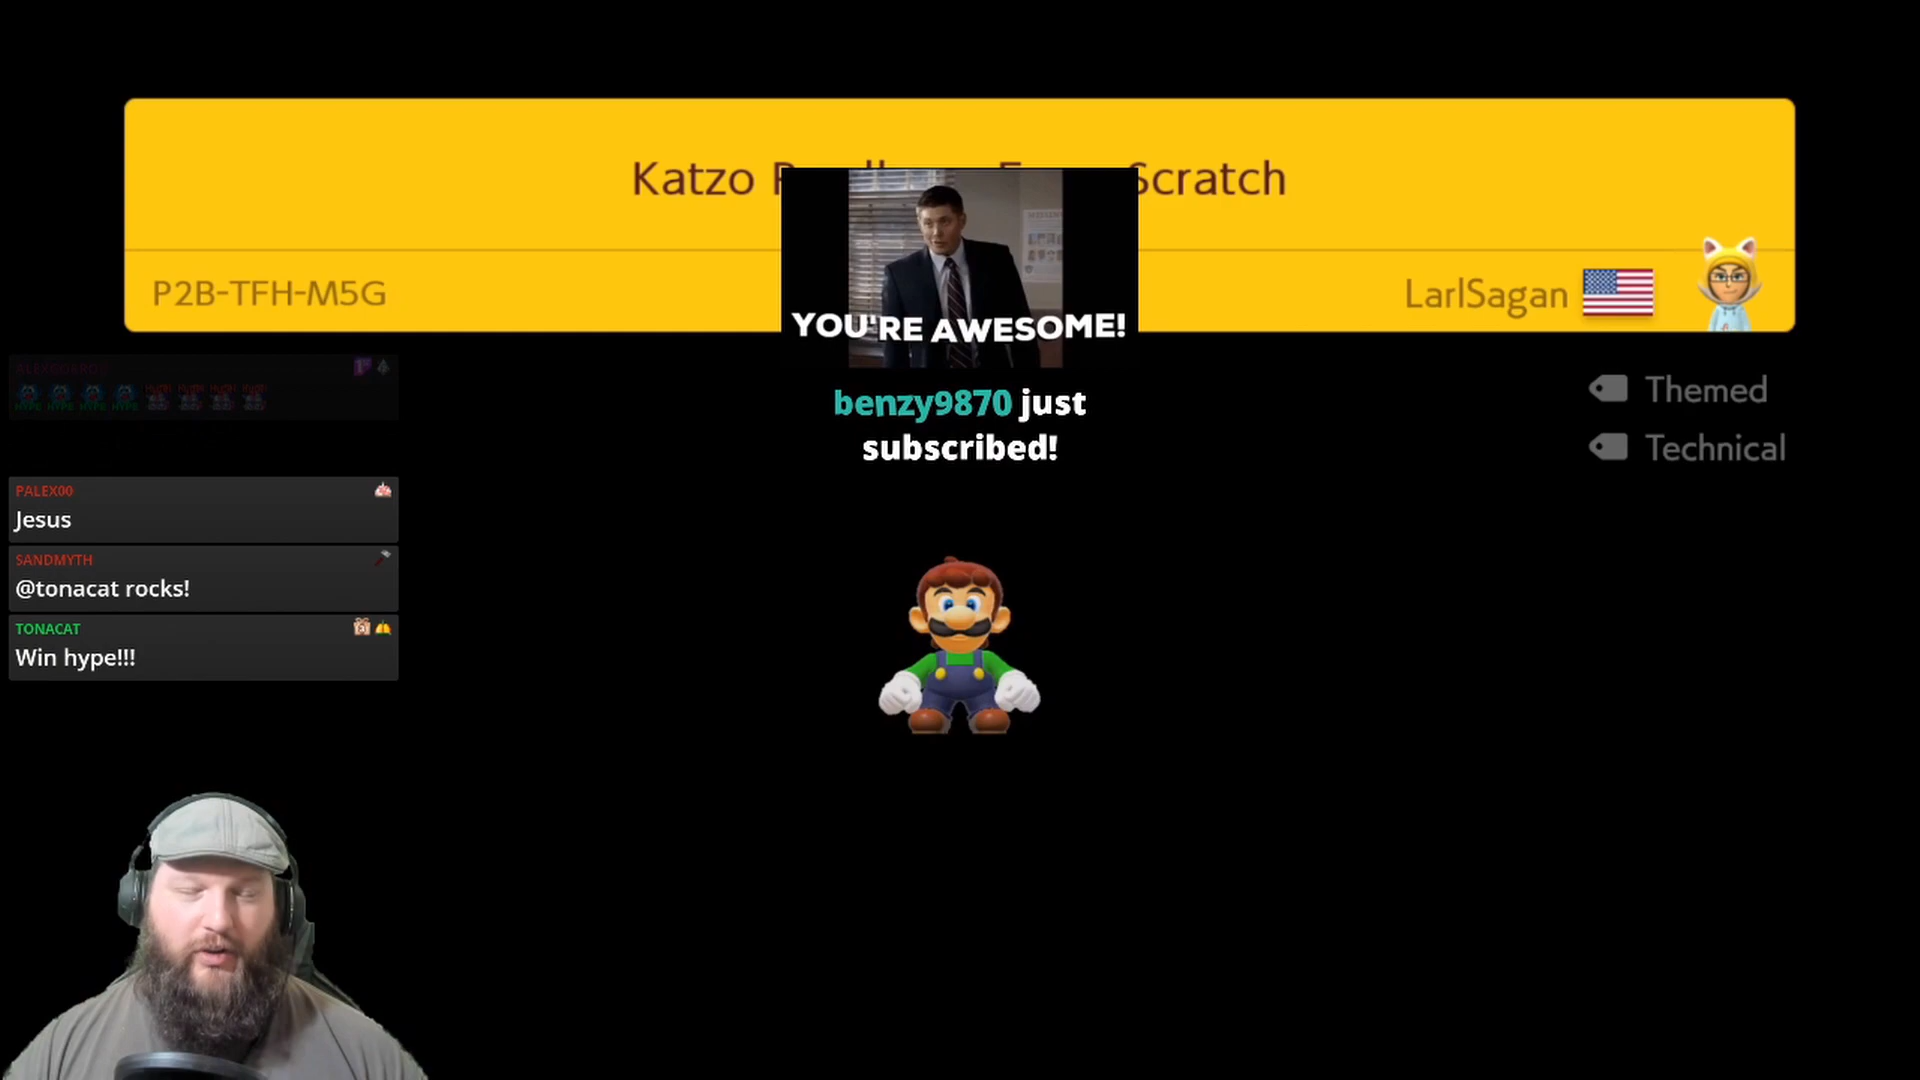 Katzo
Scratch
P2B-TFH-M5G
LarlSagan
YOU'RE AWESOME!
benzy9870 just
subscribed!
Themed
Technical
PALEX00
Jesus
SANDMYTH
@tonacat rocks!
TONACAT
Win hype!!!